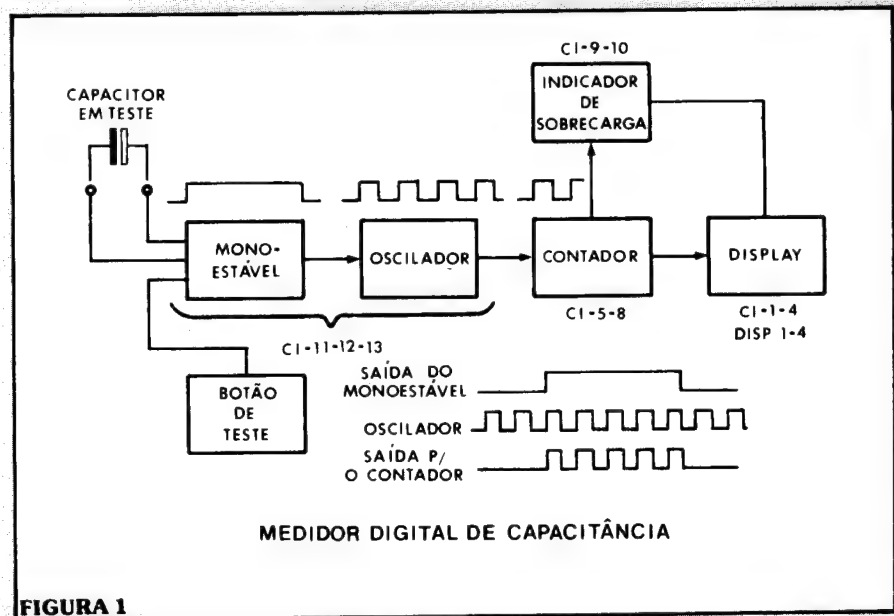 CI-9-10
INDICADOR
DE
SOBRECARGA
CAPACITOR
EM TESTE
MONO-
ESTÁVEL
OSCILADOR
CONTADOR
DISPLAY
CI-5-8
CI-1-4
DISP 1-4
CI-11-12-13
BOTÃO
DE
TESTE
SAÍDA DO
MONOESTÁVEL
OSCILADOR
SAÍDA P/
O CONTADOR
MEDIDOR DIGITAL DE CAPACITÂNCIA
FIGURA 1